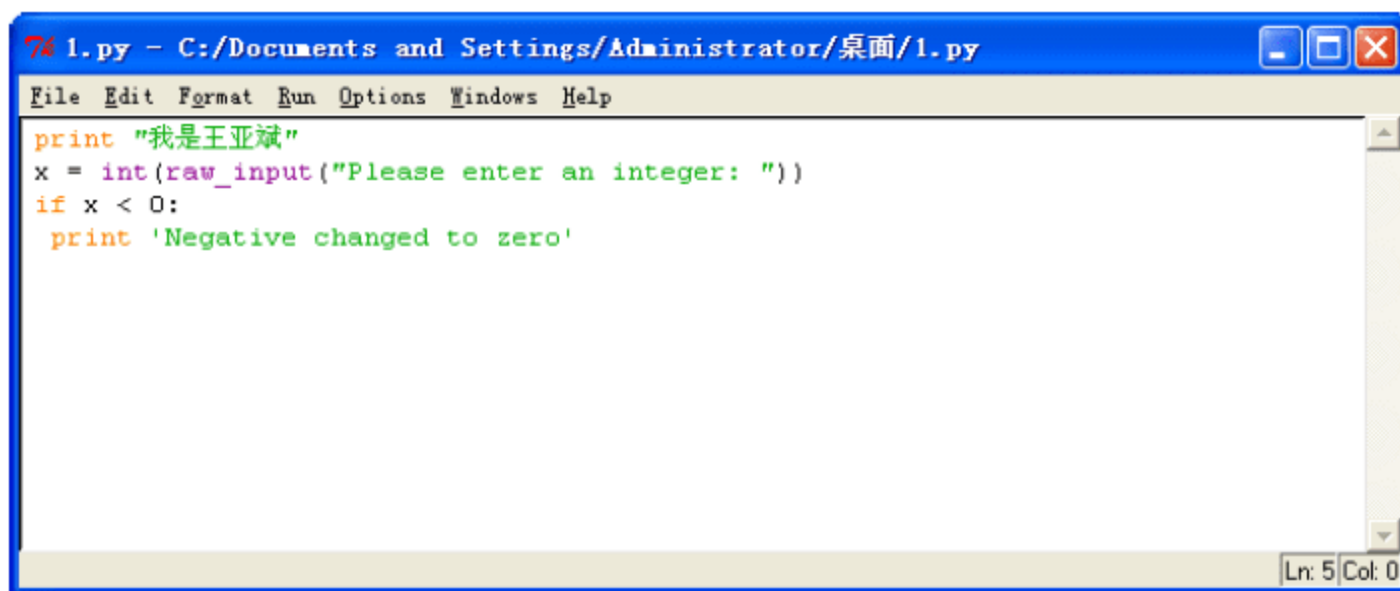 1.py - C:/Documents and Settings/Administrator/桌面/1.py
File Edit Format Run Options Windows Help
print "我是王亚斌"
x = int(raw_input("Please enter an integer: "))
if x < 0:
 print 'Negative changed to zero'
Ln: 5 Col: 0